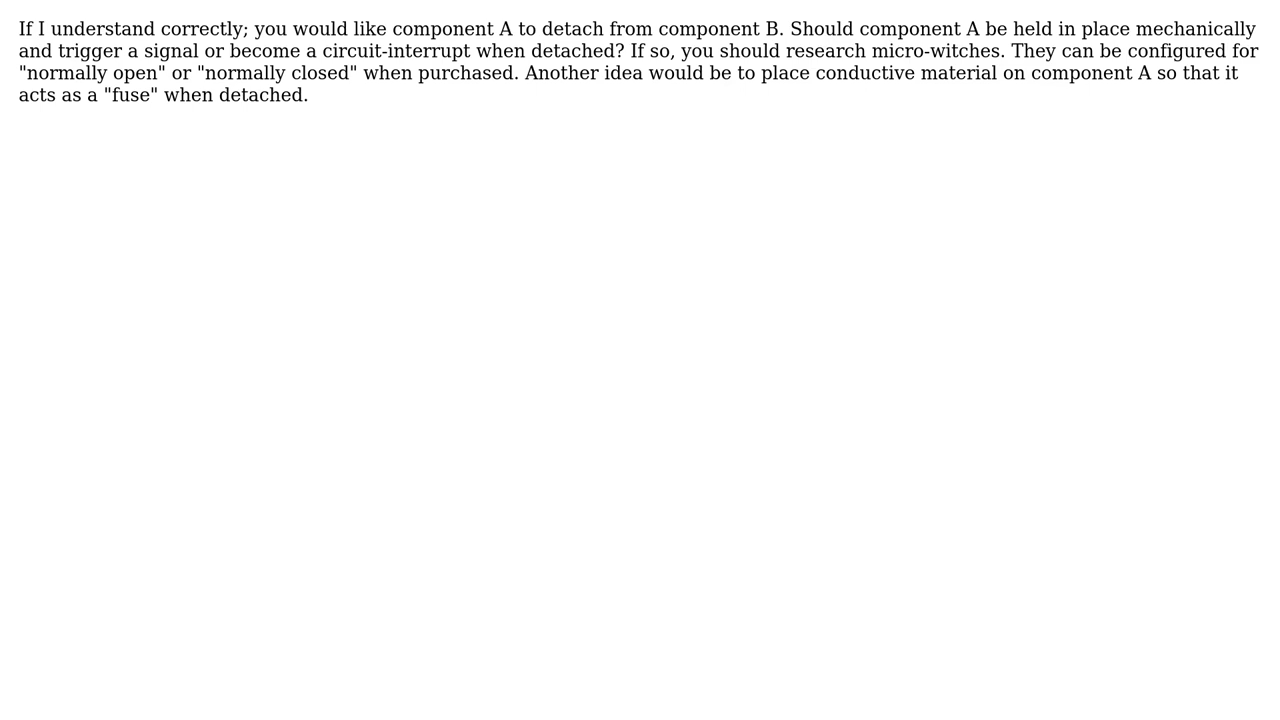 If I understand correctly; you would like component A to detach from component B. Should component A be held in place mechanically
and trigger a signal or become a circuit-interrupt when detached? If so, you should research micro-witches. They can be configured for
"normally open" or "normally closed" when purchased. Another idea would be to place conductive material on component A so that it
acts as a "fuse" when detached.